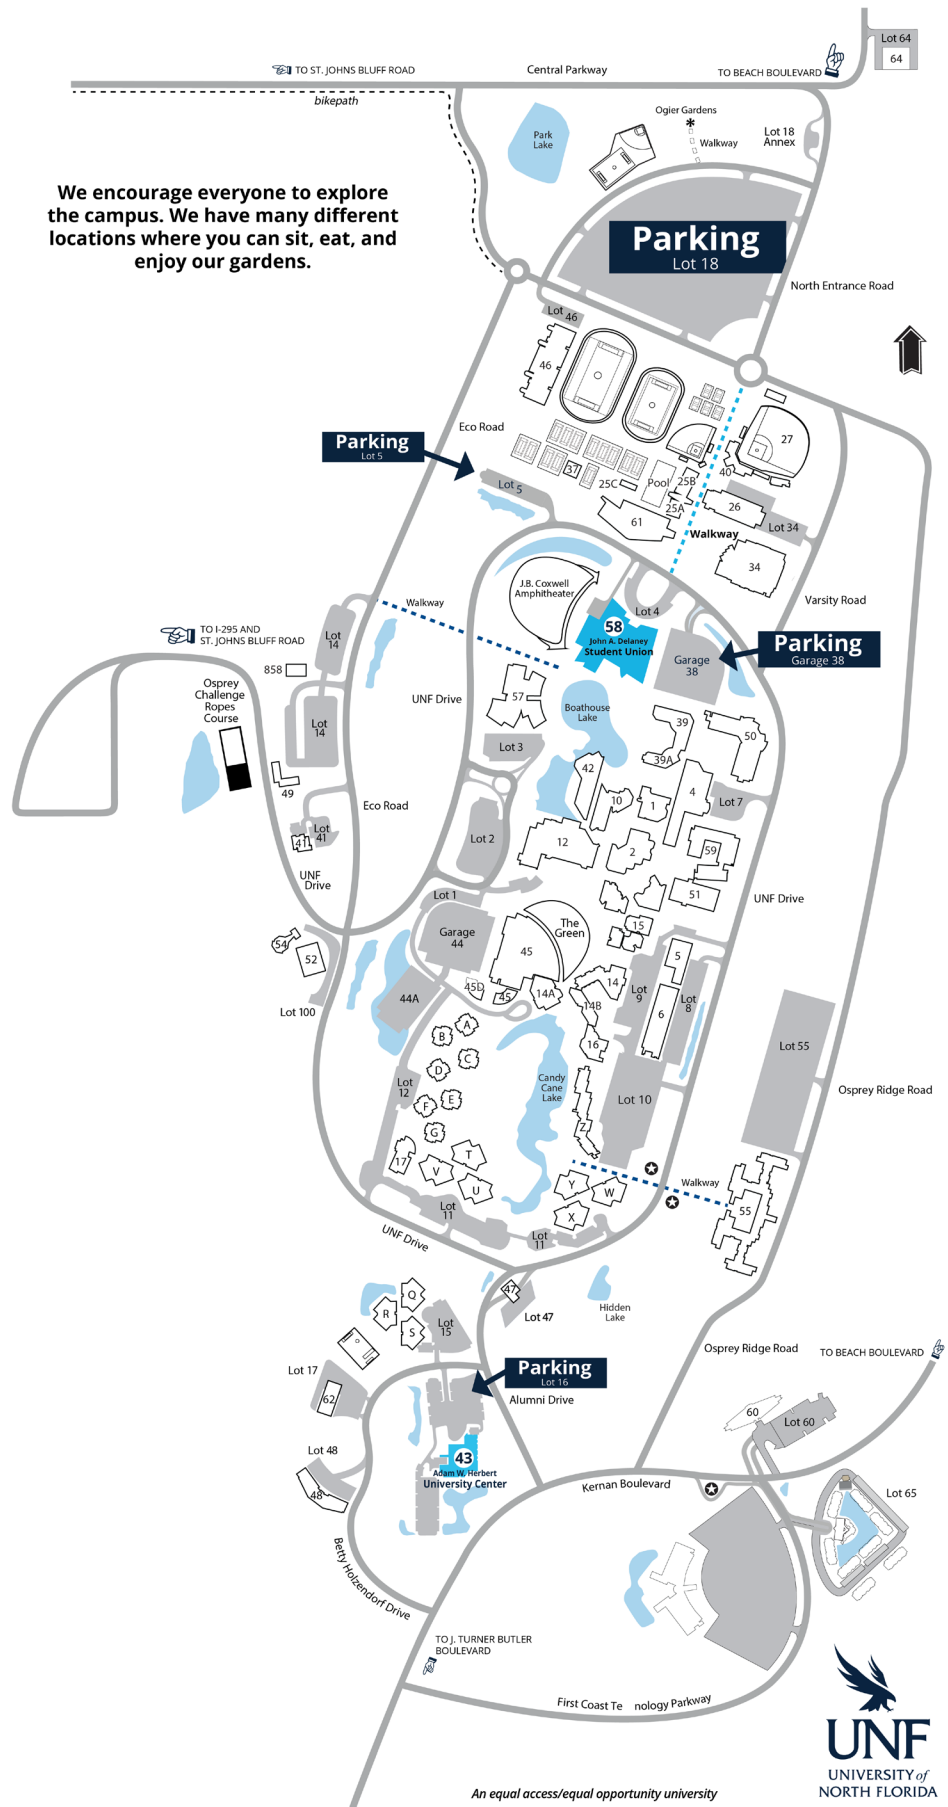 Lot 64
64
TO ST. JOHNS BLUFF ROAD
Central Parkway
TO BEACH BOULEVARD
bikepath
Ogier Gardens
*
Walkway
Lot 18
Annex
Park
Lake
We encourage everyone to explore
the campus. We have many different
locations where you can sit, eat, and
enjoy our gardens.
Parking
Lot 18
North Entrance Road
Lot 46
46
Eco Road
Parking
Lot 5
27
40
37
25C
Pool
25B
25A
Lot 5
26
61
Lot 34
Walkway
34
J.B. Coxwell
Amphitheater
Walkway
Lot 4
Varsity Road
TO I-295 AND
ST. JOHNS BLUFF ROAD
Lot
14
58
John A. Delaney
Student Union
Parking
Garage 38
Garage
38
858
Osprey
Challenge
Ropes
Course
UNF Drive
57
Boathouse
Lake
Lot
14
39
50
Lot 3
39A
42
49
4
10
1
Lot 7
Eco Road
Lot
41
41
Lot 2
12
2
59
UNF
Drive
51
UNF Drive
Lot 1
The
Green
15
Garage
44
54
52
45
5
45D
45
14A
14
Lot
9
Lot
8
44A
14B
6
Lot 100
A
B
16
Lot 55
C
D
Lot
12
Candy
Cane
Lake
Osprey Ridge Road
E
F
Lot 10
G
Z
T
17
V
U
Y
W
Walkway
Lot
11
55
X
UNF Drive
Lot
11
Q
R
S
47
Lot 47
Hidden
Lake
Lot
15
Osprey Ridge Road
TO BEACH BOULEVARD
Lot 17
Parking
Lot 16
62
Alumni Drive
60
Lot 60
Lot 48
43
Adam W. Herbert
University Center
Kernan Boulevard
48
Lot 65
Betty Holzendorf Drive
TO J. TURNER BUTLER
BOULEVARD
First Coast Te nology Parkway
UNF
UNIVERSITY of
NORTH FLORIDA
An equal access/equal opportunity university